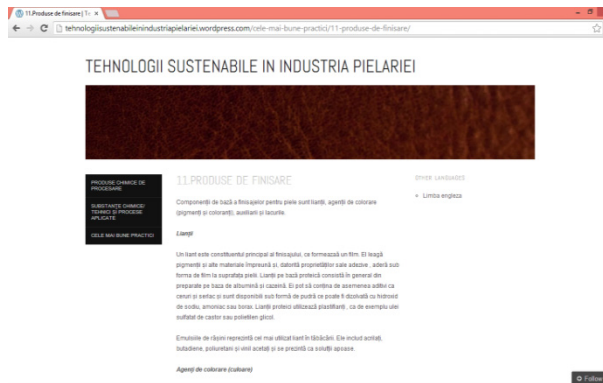 11.Produse de finisare | Te
tehnologiisustenabileinindustriapielariei.wordpress.com/cele-mai-bune-practici/11-produse-de-finisare/
TEHNOLOGII SUSTENABILE IN INDUSTRIA PIELARIEI
PRODUSE CHIMICE DE
PROCESARE
SUBSTANȚE CHIMICE/
TEHNICI ȘI PROCESE
APLICATE
CELE MAI BUNE PRACTICI
11.PRODUSE DE FINISARE
Componenții de bază a finisajelor pentru piele sunt lianții, agenții de colorare
(pigmenți și coloranți), auxiliarii și lacurile.
Lianții
Un liant este constituentul principal al finisajului, ce formează un film. El leagă
pigmenții și alte materiale împreună și, datorită proprietăților sale adezive , aderă sub
forma de film la suprafața pielii. Lianții pe bază proteică consistă în general din
preparate pe baza de albumină și cazeină. Ei pot să conțina de asemenea aditivi ca
ceruri și șerlac și sunt disponibili sub formă de pudră ce poate fi dizolvată cu hidroxid
de sodiu, amoniac sau borax. Lianții proteici utilizează plastifianți , ca de exemplu ulei
sulfatat de castor sau polietilen glicol.
Emulsiile de rășini reprezintă cel mai utilizat liant în tăbăcării. Ele includ acrilați,
butadiene, poliuretani și vinil acetați și se prezintă ca soluții apoase.
Agenți de colorare (culoare)
OTHER LANGUAGES
Limba engleza
Follow